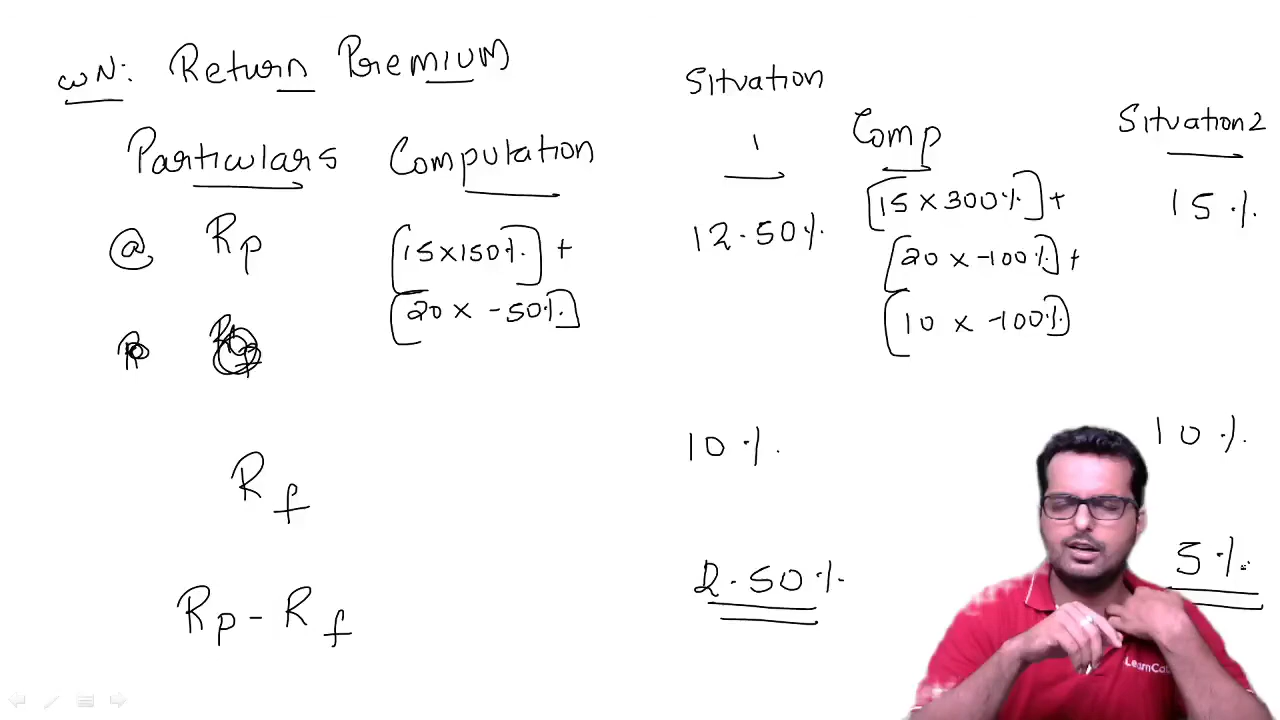 WN: Return Premium
Situation 1
Situation 2
Particulars
Computation
Comp
@ Rp
[15 x 150%] +
[20 x -50%]
12.50%
[15 x 300%] +
[20 x -100%] +
[10 x -100%]
15%
Rf
10%
10%
Rp - Rf
2.50%
5%